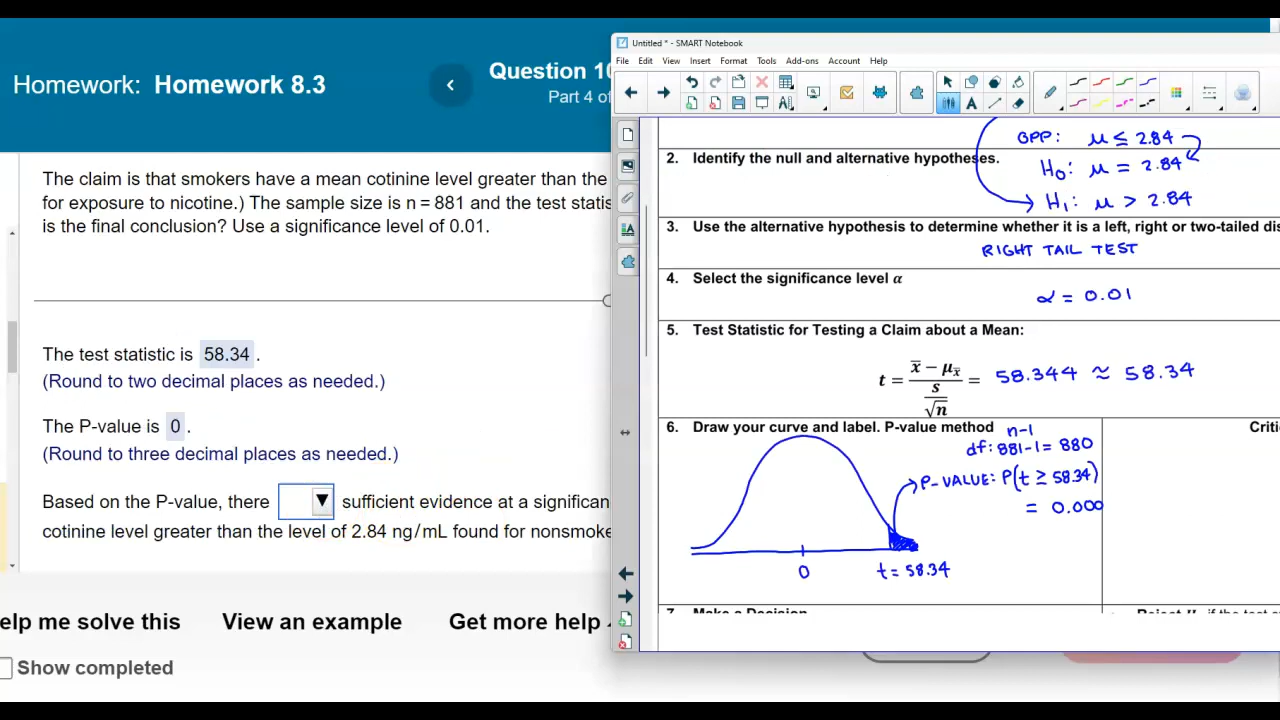 Homework: Homework 8.3
Question 10
Part 4 of
The claim is that smokers have a mean cotinine level greater than the
for exposure to nicotine.) The sample size is n = 881 and the test statis
is the final conclusion? Use a significance level of 0.01.
The test statistic is 58.34 .
(Round to two decimal places as needed.)
The P-value is 0 .
(Round to three decimal places as needed.)
Based on the P-value, there ▼ sufficient evidence at a significan
cotinine level greater than the level of 2.84 ng/mL found for nonsmoke
elp me solve this View an example Get more help
Show completed
Untitled * - SMART Notebook
File Edit View Insert Format Tools Add-ons Account Help
OPP: μ ≤ 2.84
2. Identify the null and alternative hypotheses.
H₀: μ = 2.84
H₁: μ > 2.84
3. Use the alternative hypothesis to determine whether it is a left, right or two-tailed dis
RIGHT TAIL TEST
4. Select the significance level α
α = 0.01
5. Test Statistic for Testing a Claim about a Mean:
t = (x̄ − μx̄) / (s / √n) = 58.344 ≈ 58.34
6. Draw your curve and label. P-value method
Critic
n-1
df: 881-1 = 880
P-VALUE: P(t ≥ 58.34)
= 0.000
0
t = 58.34
7. Make a Decision